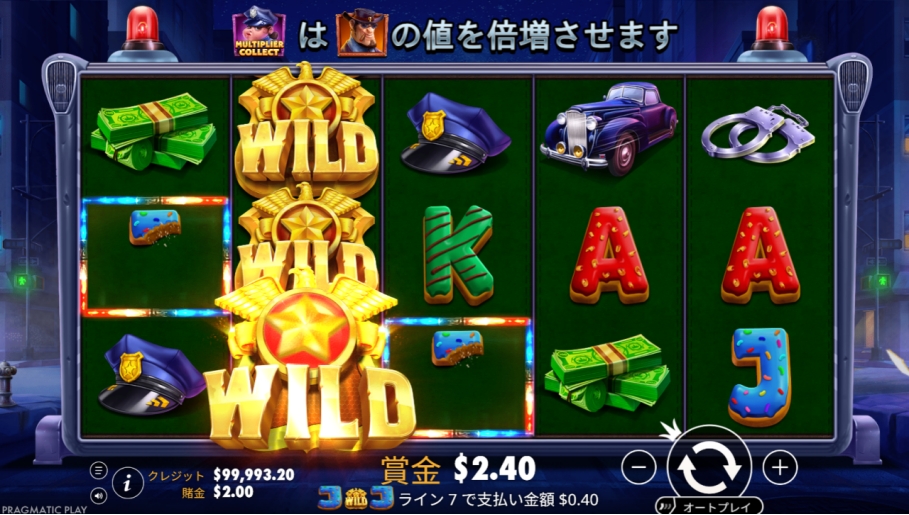 MULTIPLIER
COLLECT
は の値を倍増させます
WILD
WILD
WILD
K
A
A
J
クレジット $99,993.20
賭金 $2.00
賞金 $2.40
WILD ライン 7 で支払い金額 $0.40
オートプレイ
PRAGMATIC PLAY